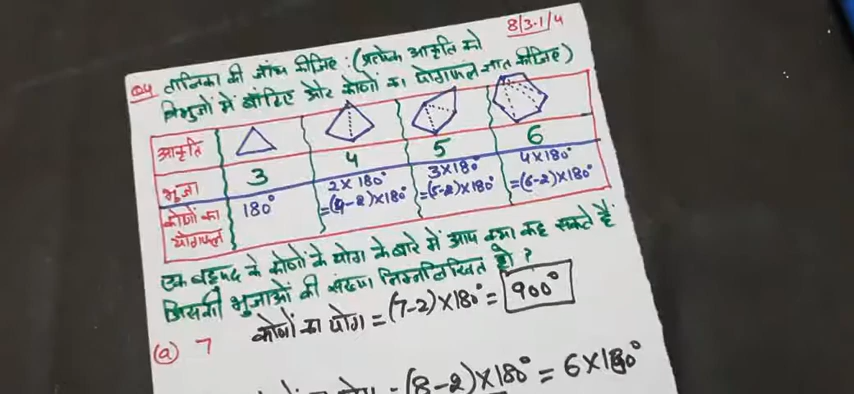 8/3.1/4
Q4 तालिका की जाँच कीजिए : (प्रत्येक आकृति को
त्रिभुजों में बांटिए और कोणों का योगफल ज्ञात कीजिए)
आकृति
भुजा 3 4 5 6
कोणों का योगफल 180° 2×180° =(4-2)×180° 3×180° =(5-2)×180° 4×180° =(6-2)×180°
एक बहुपद के कोणों के योग के बारे में आप क्या कह सकते हैं
जिसकी भुजाओं की संख्या निम्नलिखित हो ?
(a) 7 कोणों का योग = (7-2)×180° = 900°
(8-2)×180° = 6×180°